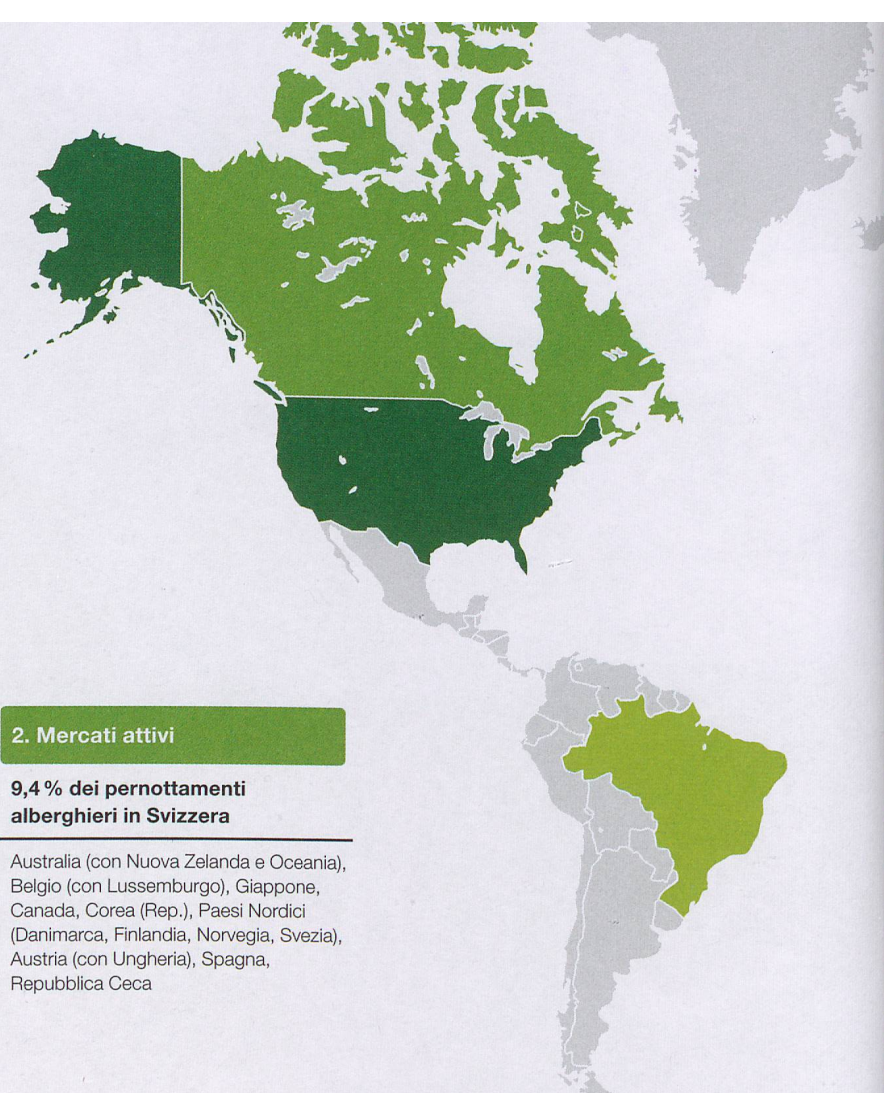 2. Mercati attivi
9,4 % dei pernottamenti
alberghieri in Svizzera
Australia (con Nuova Zelanda e Oceania),
Belgio (con Lussemburgo), Giappone,
Canada, Corea (Rep.), Paesi Nordici
(Danimarca, Finlandia, Norvegia, Svezia),
Austria (con Ungheria), Spagna,
Repubblica Ceca